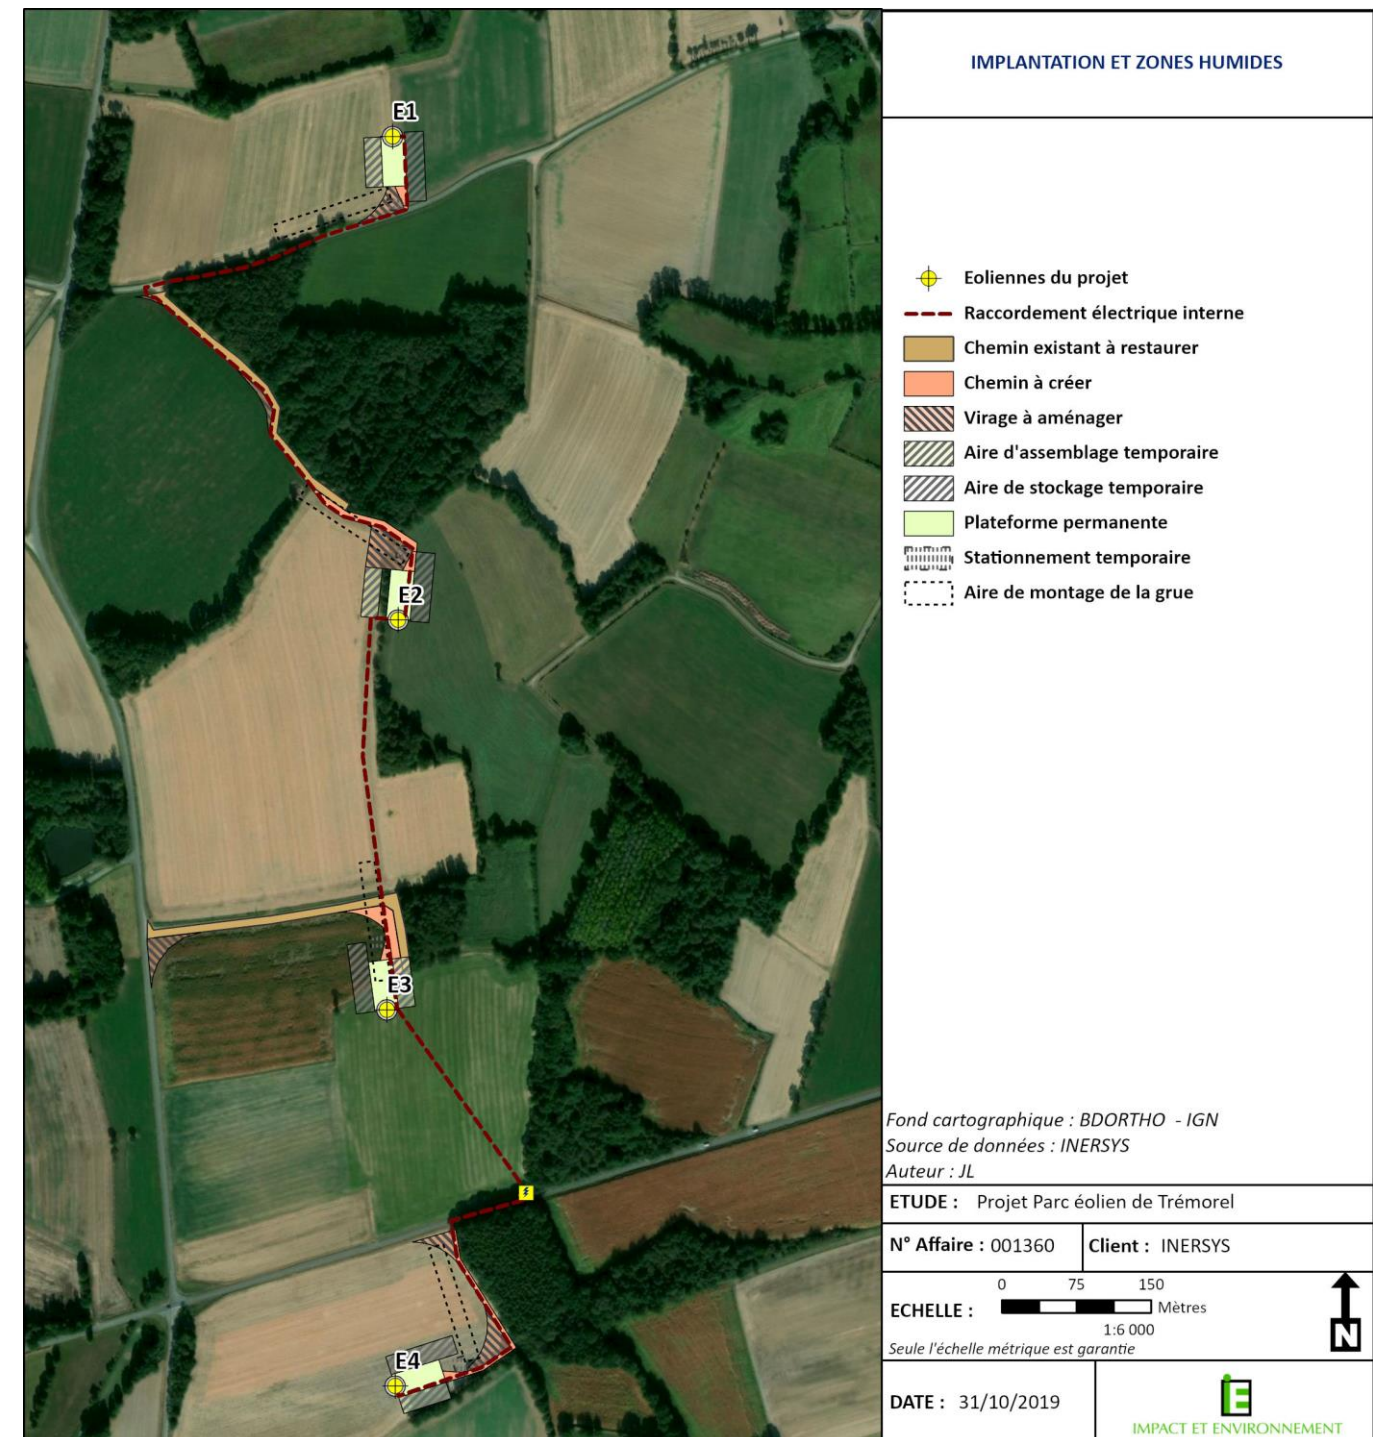 IMPLANTATION ET ZONES HUMIDES
E1
E2
E3
E4
Eoliennes du projet
Raccordement électrique interne
Chemin existant à restaurer
Chemin à créer
Virage à aménager
Aire d'assemblage temporaire
Aire de stockage temporaire
Plateforme permanente
Stationnement temporaire
Aire de montage de la grue
Fond cartographique : BDORTHO - IGN
Source de données : INERSYS
Auteur : JL
ETUDE : Projet Parc éolien de Trémorel
N° Affaire : 001360 Client : INERSYS
0 75 150
ECHELLE : Mètres
1:6 000
Seule l'échelle métrique est garantie
N
DATE : 31/10/2019
iE
IMPACT ET ENVIRONNEMENT